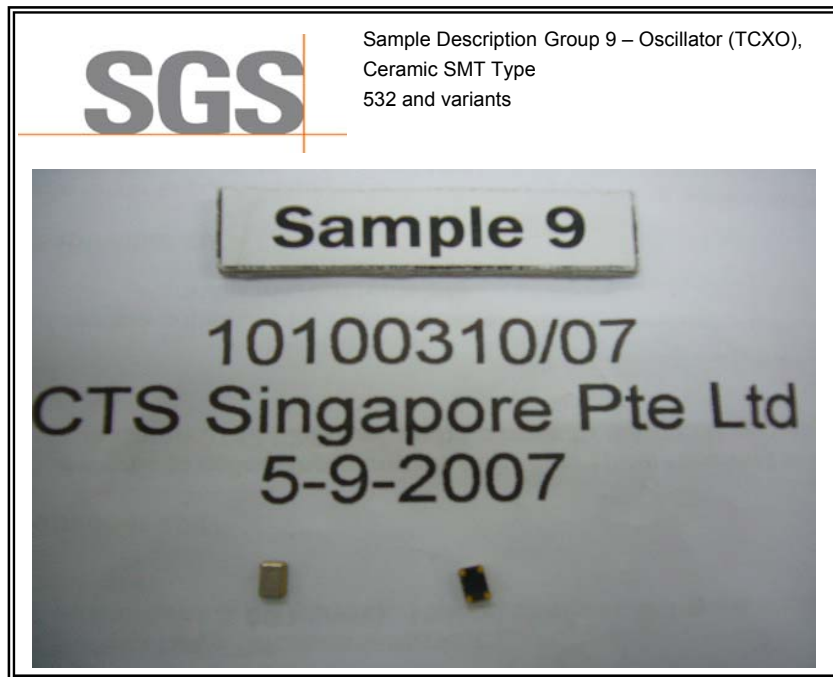 SGS
Sample Description Group 9 – Oscillator (TCXO),
Ceramic SMT Type
532 and variants
Sample 9
10100310/07
CTS Singapore Pte Ltd
5-9-2007